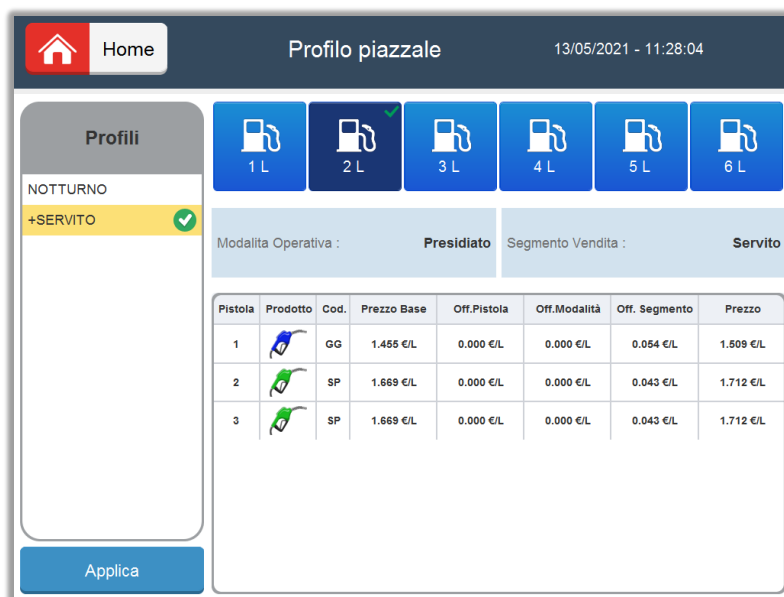 Home
Profilo piazzale
13/05/2021 - 11:28:04
Profili
NOTTURNO
+SERVITO
Applica
1 L
2 L
3 L
4 L
5 L
6 L
Modalita Operativa : Presidiato
Segmento Vendita : Servito
Pistola Prodotto Cod. Prezzo Base Off.Pistola Off.Modalità Off. Segmento Prezzo
1 GG 1.455 €/L 0.000 €/L 0.000 €/L 0.054 €/L 1.509 €/L
2 SP 1.669 €/L 0.000 €/L 0.000 €/L 0.043 €/L 1.712 €/L
3 SP 1.669 €/L 0.000 €/L 0.000 €/L 0.043 €/L 1.712 €/L